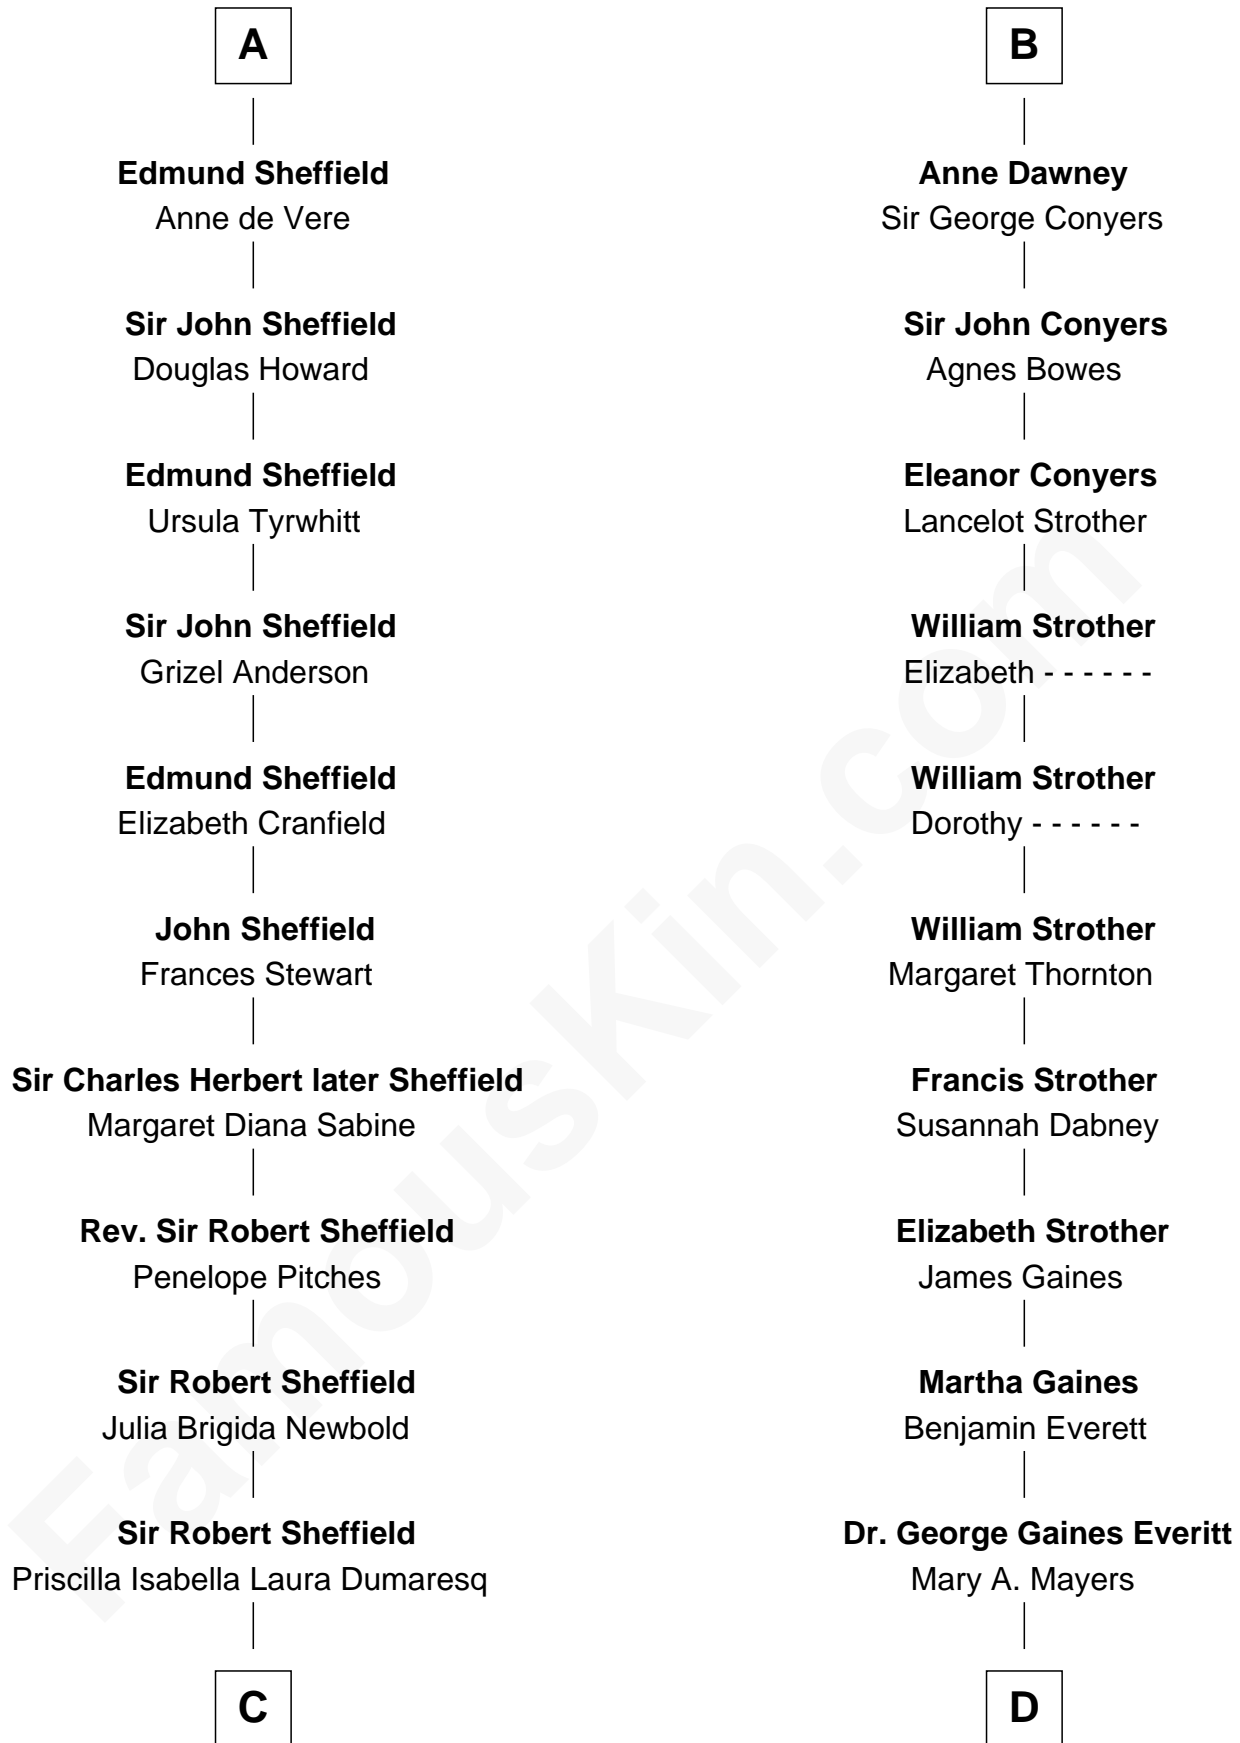 A
Edmund Sheffield
Anne de Vere
Sir John Sheffield
Douglas Howard
Edmund Sheffield
Ursula Tyrwhitt
Sir John Sheffield
Grizel Anderson
Edmund Sheffield
Elizabeth Cranfield
John Sheffield
Frances Stewart
Sir Charles Herbert later Sheffield
Margaret Diana Sabine
Rev. Sir Robert Sheffield
Penelope Pitches
Sir Robert Sheffield
Julia Brigida Newbold
Sir Robert Sheffield
Priscilla Isabella Laura Dumaresq
C
B
Anne Dawney
Sir George Conyers
Sir John Conyers
Agnes Bowes
Eleanor Conyers
Lancelot Strother
William Strother
Elizabeth - - - - - -
William Strother
Dorothy - - - - - -
William Strother
Margaret Thornton
Francis Strother
Susannah Dabney
Elizabeth Strother
James Gaines
Martha Gaines
Benjamin Everett
Dr. George Gaines Everitt
Mary A. Mayers
D
FamousKin.com